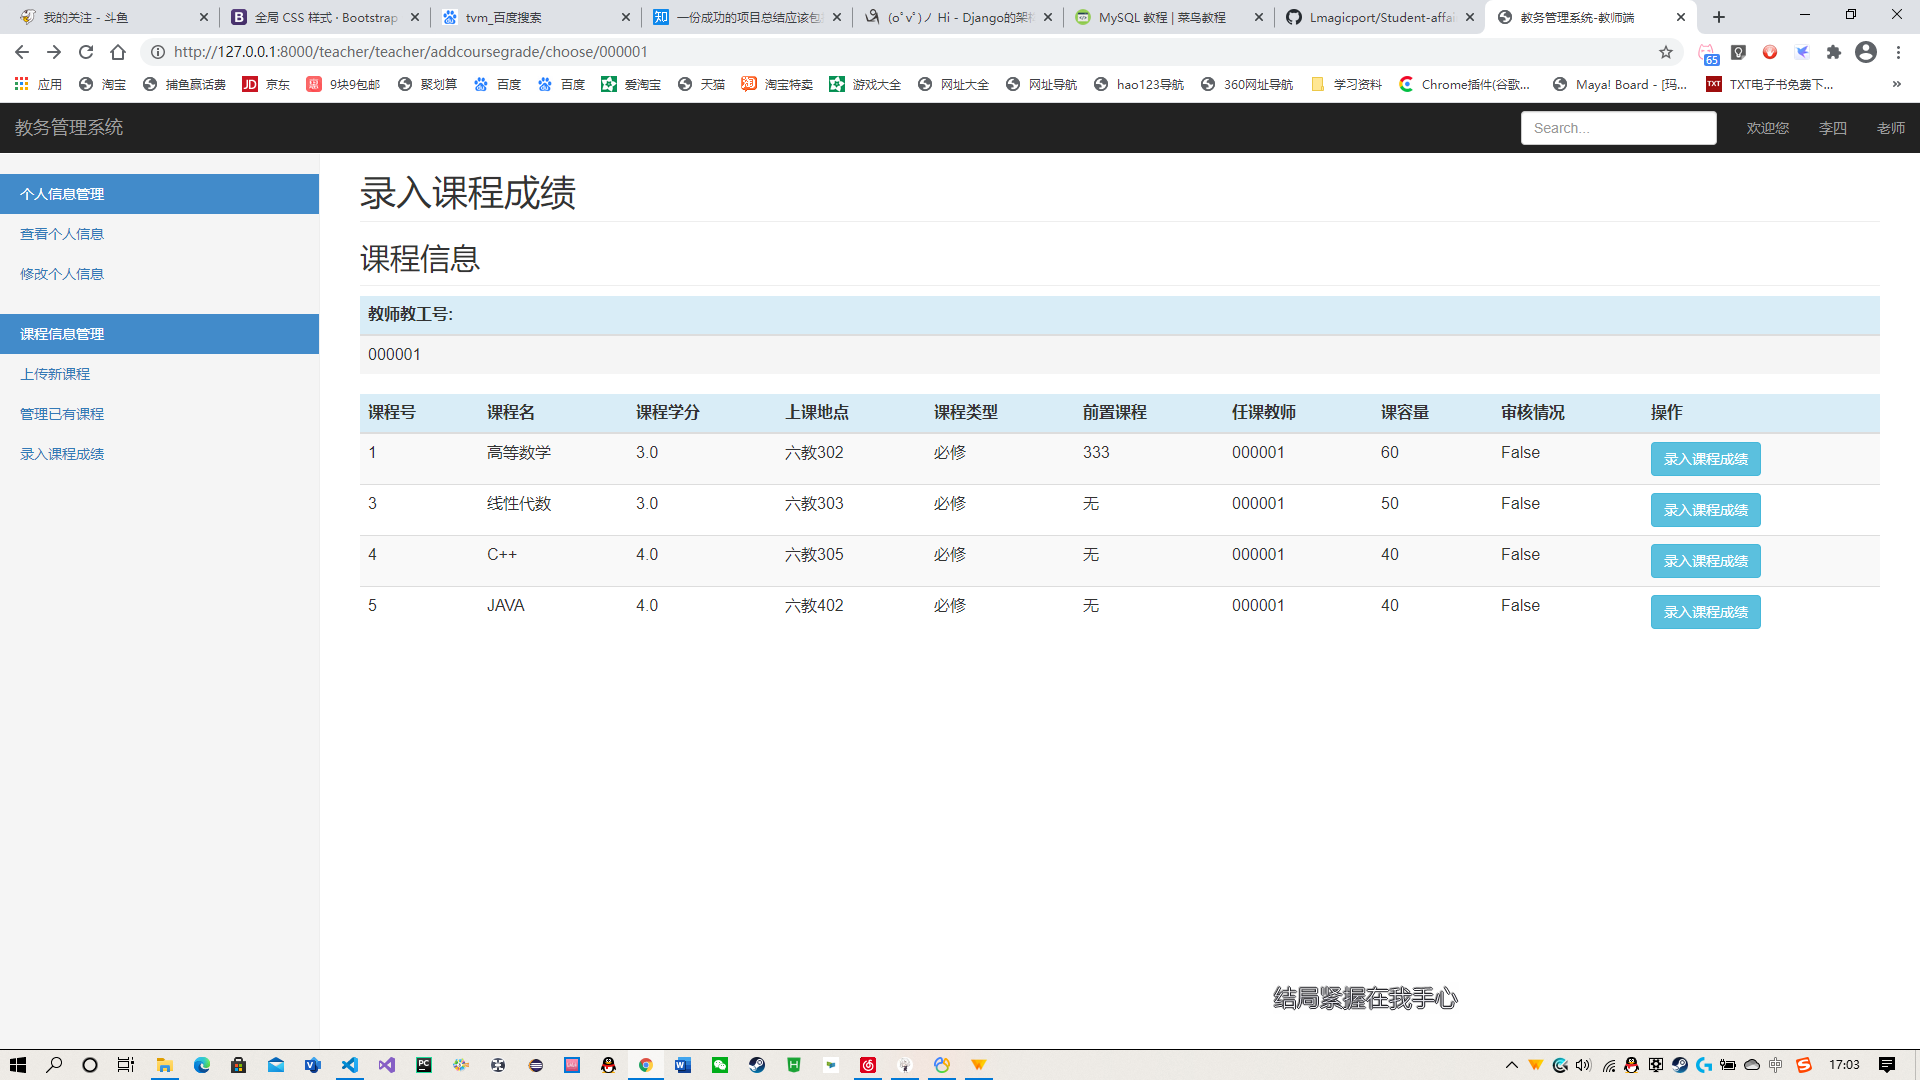 我的关注 - 斗鱼
全局 CSS 样式 · Bootstrap
tvm_百度搜索
一份成功的项目总结应该包
Hi - Django的架构
MySQL 教程 | 菜鸟教程
Lmagicport/Student-affai
教务管理系统-教师端
http://127.0.0.1:8000/teacher/teacher/addcoursegrade/choose/000001
65
应用
淘宝
捕鱼赢话费
京东
9块9包邮
聚划算
百度
百度
爱淘宝
天猫
淘宝特卖
游戏大全
网址大全
网址导航
hao123导航
360网址导航
学习资料
Chrome插件(谷歌...
Maya! Board - [玛...
TXT电子书免费下...
教务管理系统
Search...
欢迎您
李四
老师
个人信息管理
查看个人信息
修改个人信息
课程信息管理
上传新课程
管理已有课程
录入课程成绩
录入课程成绩
课程信息
教师教工号:
000001
课程号 课程名 课程学分 上课地点 课程类型 前置课程 任课教师 课容量 审核情况 操作
1 高等数学 3.0 六教302 必修 333 000001 60 False 录入课程成绩
3 线性代数 3.0 六教303 必修 无 000001 50 False 录入课程成绩
4 C++ 4.0 六教305 必修 无 000001 40 False 录入课程成绩
5 JAVA 4.0 六教402 必修 无 000001 40 False 录入课程成绩
结局紧握在我手心
中
17:03